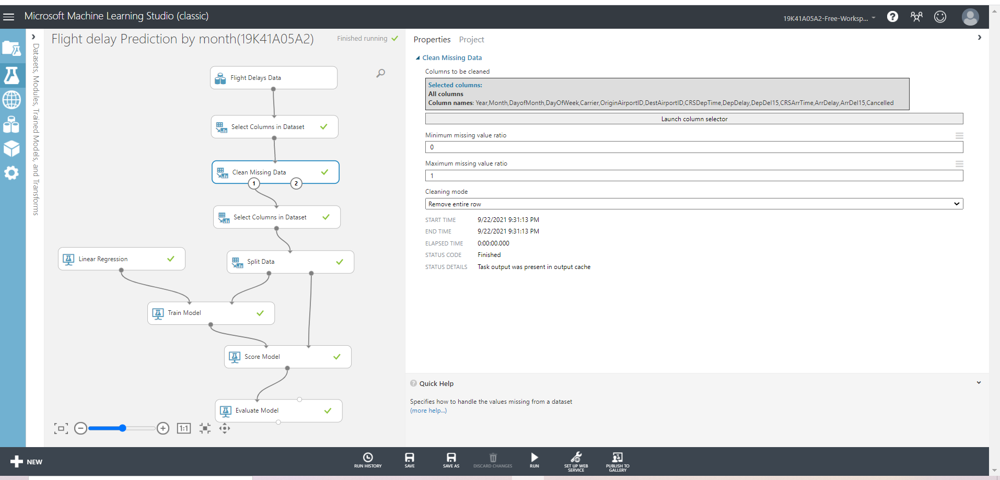 Microsoft Machine Learning Studio (classic)
19K41A05A2-Free-Worksp...
Datasets, Modules, Trained Models, and Transforms
Flight delay Prediction by month(19K41A05A2)
Finished running
Flight Delays Data
Select Columns in Dataset
Clean Missing Data
1
2
Select Columns in Dataset
Linear Regression
Split Data
Train Model
Score Model
Evaluate Model
1:1
Properties
Project
Clean Missing Data
Columns to be cleaned
Selected columns:
All columns
Column names: Year,Month,DayofMonth,DayOfWeek,Carrier,OriginAirportID,DestAirportID,CRSDepTime,DepDelay,DepDel15,CRSArrTime,ArrDelay,ArrDel15,Cancelled
Launch column selector
Minimum missing value ratio
0
Maximum missing value ratio
1
Cleaning mode
Remove entire row
START TIME 9/22/2021 9:31:13 PM
END TIME 9/22/2021 9:31:13 PM
ELAPSED TIME 0:00:00.000
STATUS CODE Finished
STATUS DETAILS Task output was present in output cache
? Quick Help
Specifies how to handle the values missing from a dataset
(more help...)
NEW
RUN HISTORY
SAVE
SAVE AS
DISCARD CHANGES
RUN
SET UP WEB
SERVICE
PUBLISH TO
GALLERY